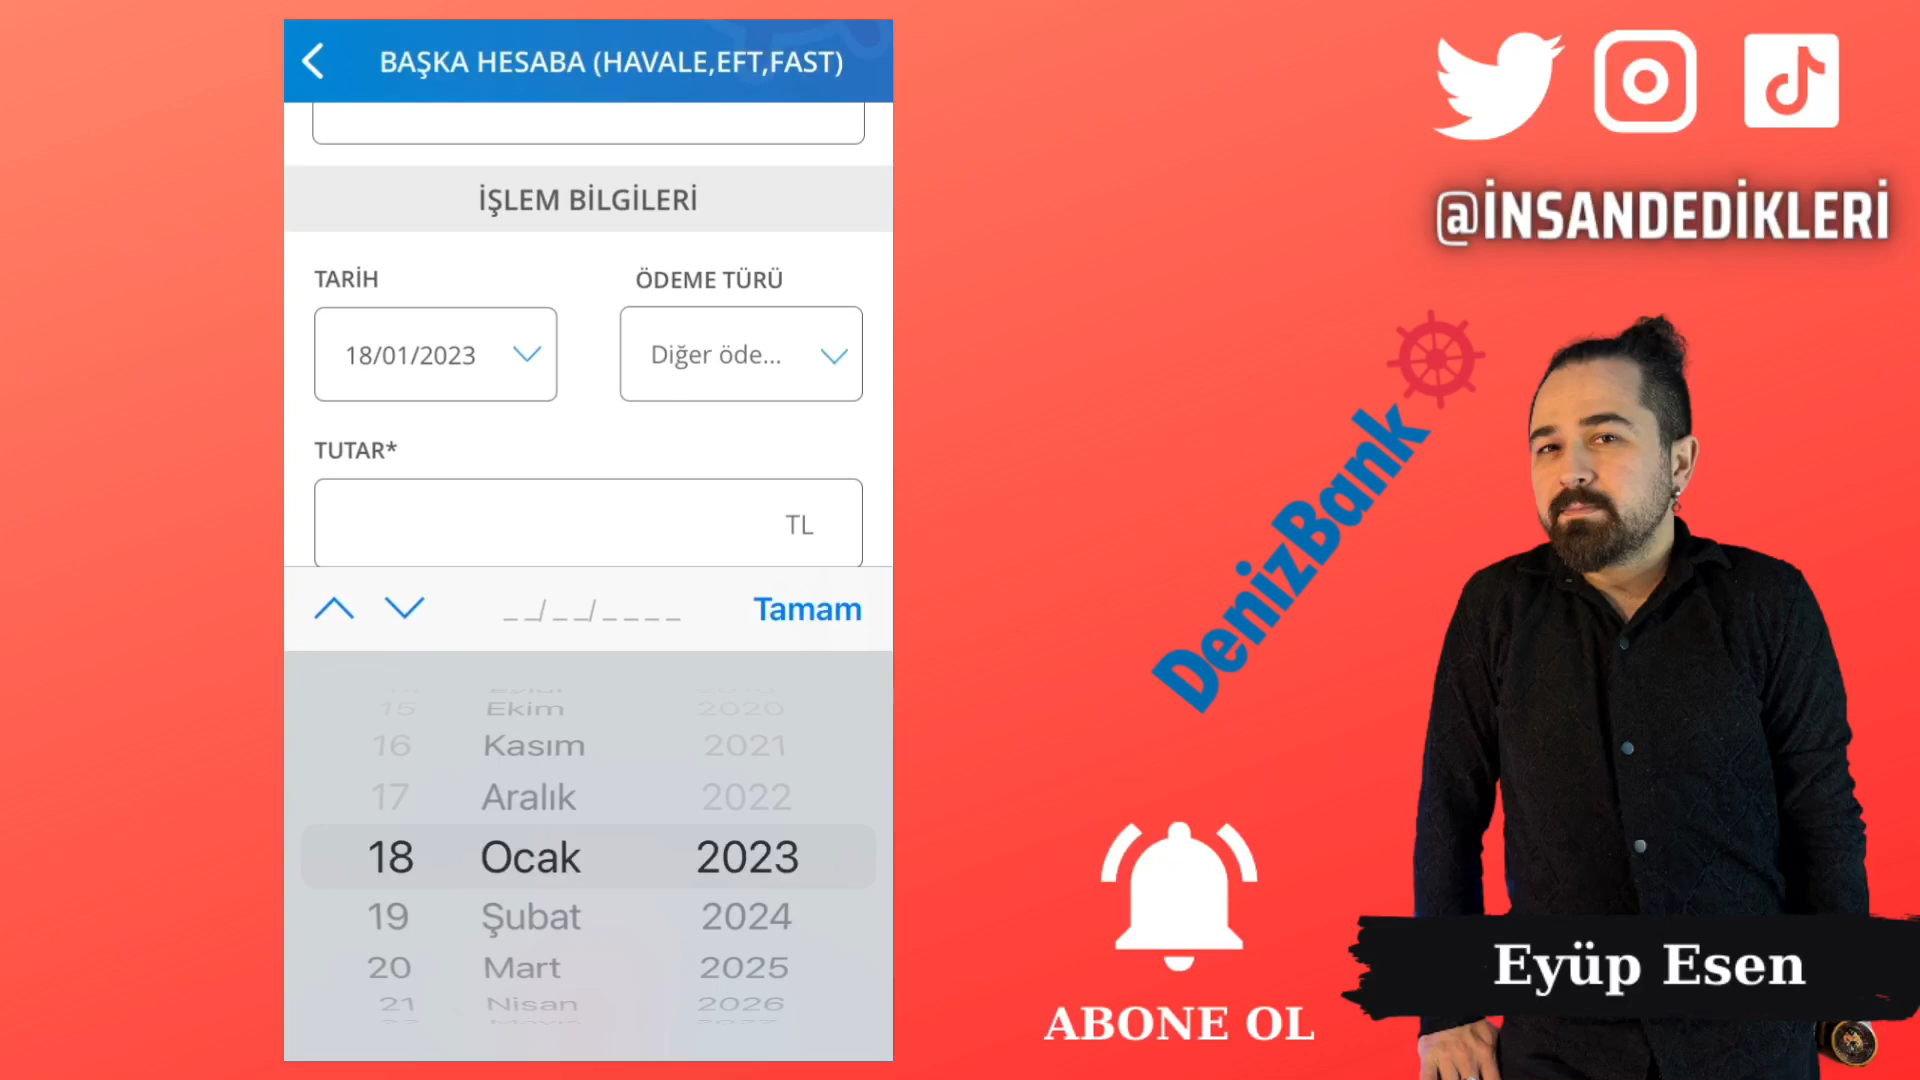 BAŞKA HESABA (HAVALE,EFT,FAST)
İŞLEM BİLGİLERİ
TARİH
ÖDEME TÜRÜ
18/01/2023
Diğer öde...
TUTAR*
TL
_ _/_ _/_ _ _ _
Tamam
15 Ekim 2020
16 Kasım 2021
17 Aralık 2022
18 Ocak 2023
19 Şubat 2024
20 Mart 2025
21 Nisan 2026
@İNSANDEDİKLERİ
DenizBank
ABONE OL
Eyüp Esen